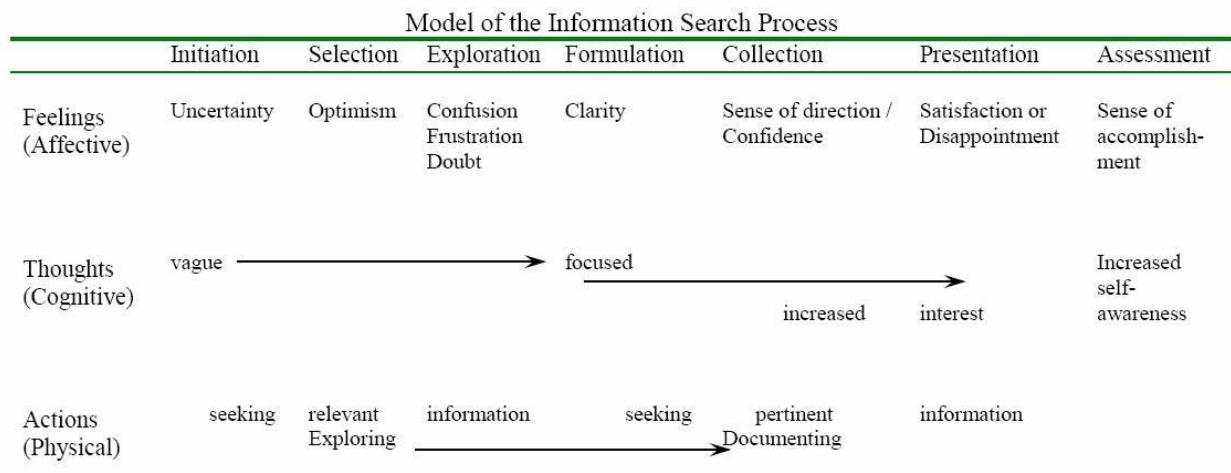 Model of the Information Search Process
Initiation Selection Exploration Formulation Collection Presentation Assessment
Feelings (Affective)
Uncertainty
Optimism
Confusion
Frustration
Doubt
Clarity
Sense of direction /
Confidence
Satisfaction or
Disappointment
Sense of
accomplish-
ment
Thoughts
(Cognitive)
vague
focused
increased interest
Increased
self-
awareness
Actions
(Physical)
seeking relevant information seeking pertinent information
Exploring Documenting